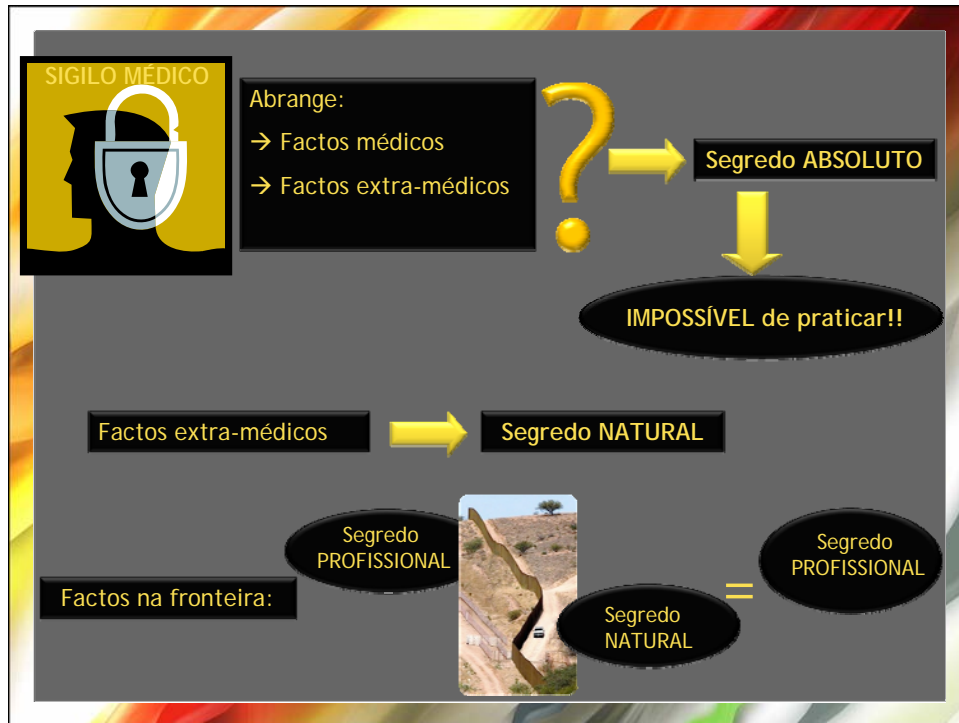 SIGILO MÉDICO
Abrange:
→ Factos médicos
→ Factos extra-médicos
?
Segredo ABSOLUTO
IMPOSSÍVEL de praticar!!
Factos extra-médicos
Segredo NATURAL
Factos na fronteira:
Segredo
PROFISSIONAL
Segredo
NATURAL
=
Segredo
PROFISSIONAL